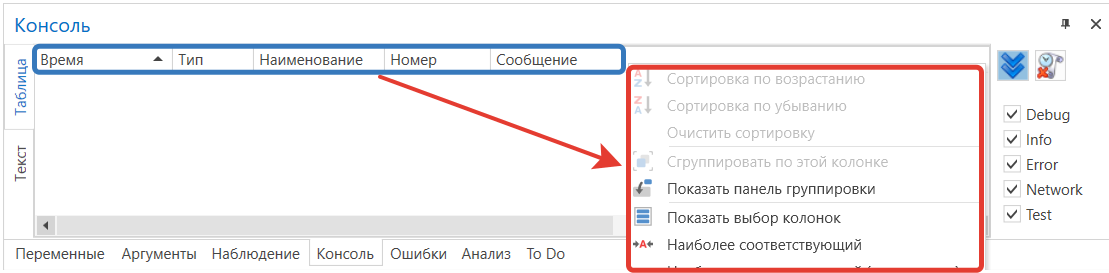 Консоль
Таблица
Текст
Время Тип Наименование Номер Сообщение
Сортировка по возрастанию
Сортировка по убыванию
Очистить сортировку
Сгруппировать по этой колонке
Показать панель группировки
Показать выбор колонок
Наиболее соответствующий
Debug
Info
Error
Network
Test
Переменные Аргументы Наблюдение Консоль Ошибки Анализ To Do